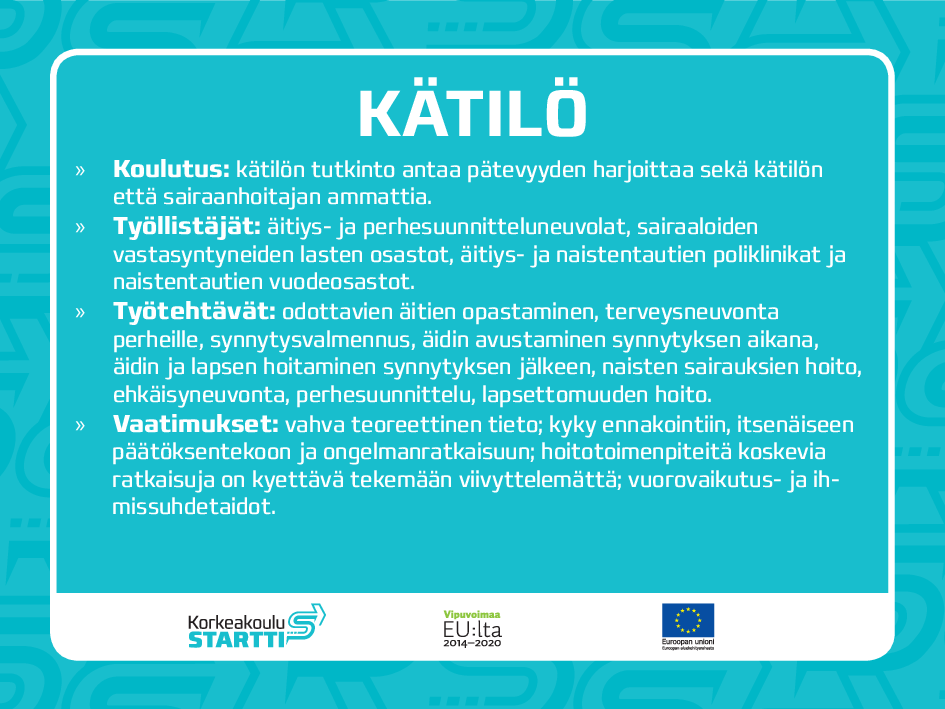 KÄTILÖ
» Koulutus: kätilön tutkinto antaa pätevyyden harjoittaa sekä kätilön
että sairaanhoitajan ammattia.
» Työllistäjät: äitiys- ja perhesuunnitteluneuvolat, sairaaloiden
vastasyntyneiden lasten osastot, äitiys- ja naistentautien poliklinikat ja
naistentautien vuodeosastot.
» Työtehtävät: odottavien äitien opastaminen, terveysneuvonta
perheille, synnytysvalmennus, äidin avustaminen synnytyksen aikana,
äidin ja lapsen hoitaminen synnytyksen jälkeen, naisten sairauksien hoito,
ehkäisyneuvonta, perhesuunnittelu, lapsettomuuden hoito.
» Vaatimukset: vahva teoreettinen tieto; kyky ennakointiin, itsenäiseen
päätöksentekoon ja ongelmanratkaisuun; hoitotoimenpiteitä koskevia
ratkaisuja on kyettävä tekemään viivyttelemättä; vuorovaikutus- ja ih-
missuhdetaidot.
Korkeakoulu
STARTTI
Vipuvoimaa
EU:lta
2014–2020
Euroopan unioni
Euroopan aluekehitysrahasto